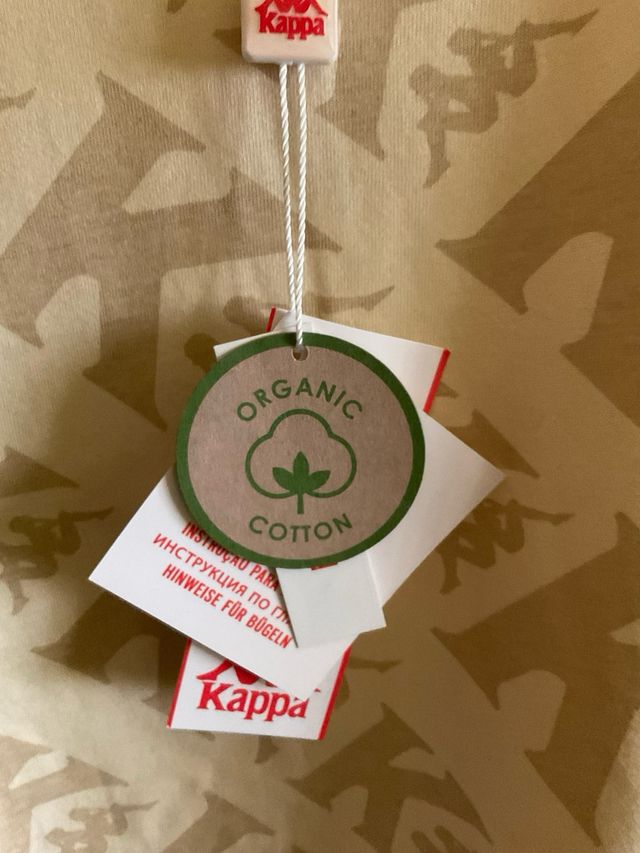 Kappa
ORGANIC
COTTON
INSTRUÇÃO PARA
ИНСТРУКЦИЯ ПО
HINWEISE FÜR BÜGELN
Kappa